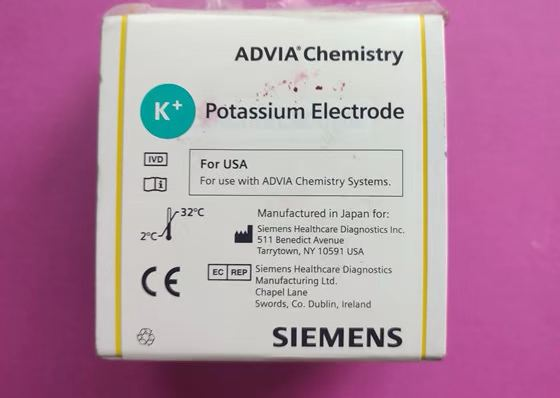 ADVIA® Chemistry
K+
Potassium Electrode
IVD
For USA
For use with ADVIA Chemistry Systems.
i
32°C
2°C
Manufactured in Japan for:
Siemens Healthcare Diagnostics Inc.
511 Benedict Avenue
Tarrytown, NY 10591 USA
CE
EC REP
Siemens Healthcare Diagnostics
Manufacturing Ltd.
Chapel Lane
Swords, Co. Dublin, Ireland
SIEMENS